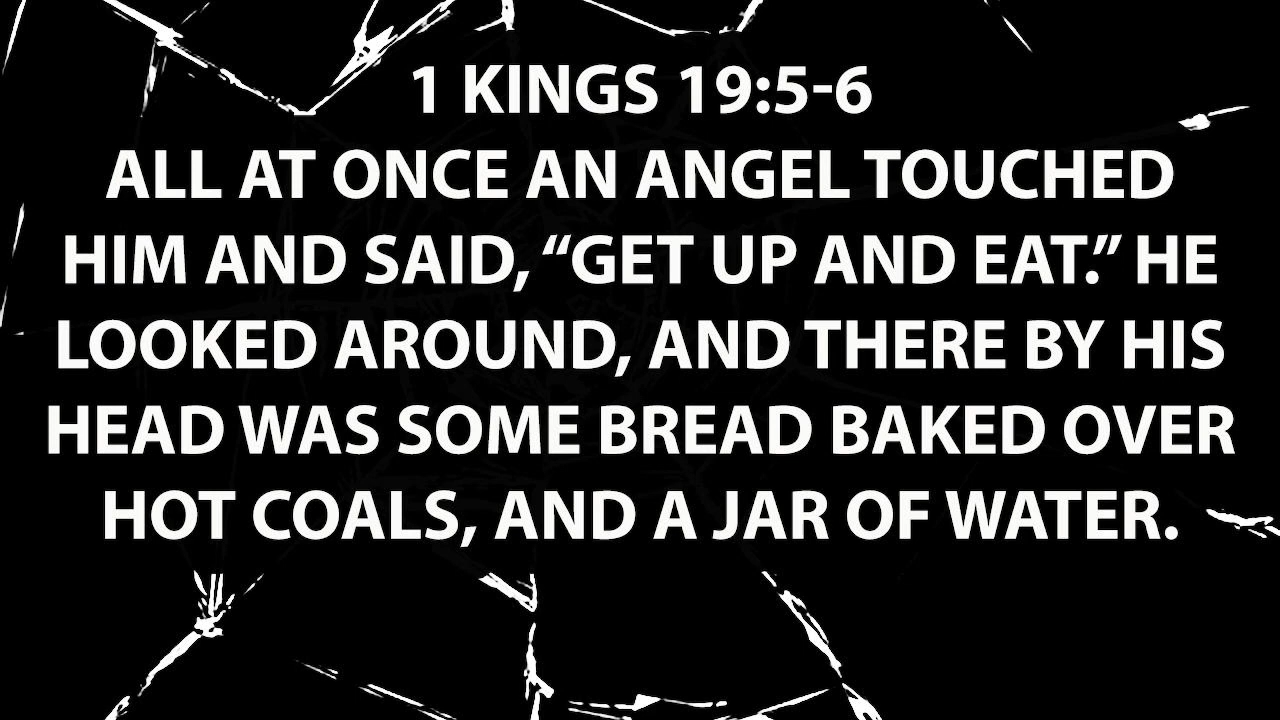 1 KINGS 19:5-6
ALL AT ONCE AN ANGEL TOUCHED
HIM AND SAID, “GET UP AND EAT.” HE
LOOKED AROUND, AND THERE BY HIS
HEAD WAS SOME BREAD BAKED OVER
HOT COALS, AND A JAR OF WATER.